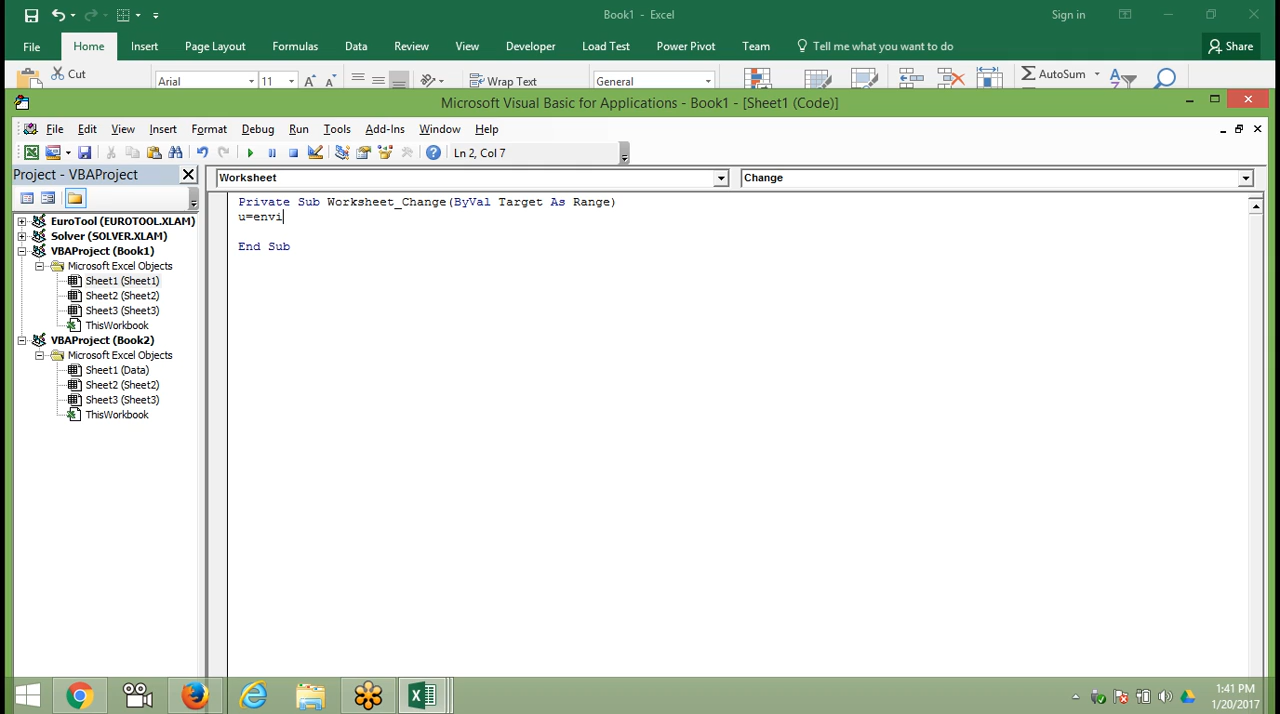 Book1 - Excel
Sign in
File Home Insert Page Layout Formulas Data Review View Developer Load Test Power Pivot Team Tell me what you want to do Share
Cut Arial 11 Wrap Text General AutoSum
Microsoft Visual Basic for Applications - Book1 - [Sheet1 (Code)]
File Edit View Insert Format Debug Run Tools Add-Ins Window Help
Ln 2, Col 7
Project - VBAProject
Worksheet Change
EuroTool (EUROTOOL.XLAM)
Solver (SOLVER.XLAM)
VBAProject (Book1)
Microsoft Excel Objects
Sheet1 (Sheet1)
Sheet2 (Sheet2)
Sheet3 (Sheet3)
ThisWorkbook
VBAProject (Book2)
Microsoft Excel Objects
Sheet1 (Data)
Sheet2 (Sheet2)
Sheet3 (Sheet3)
ThisWorkbook
Private Sub Worksheet_Change(ByVal Target As Range)
u=envi
End Sub
1:41 PM
1/20/2017